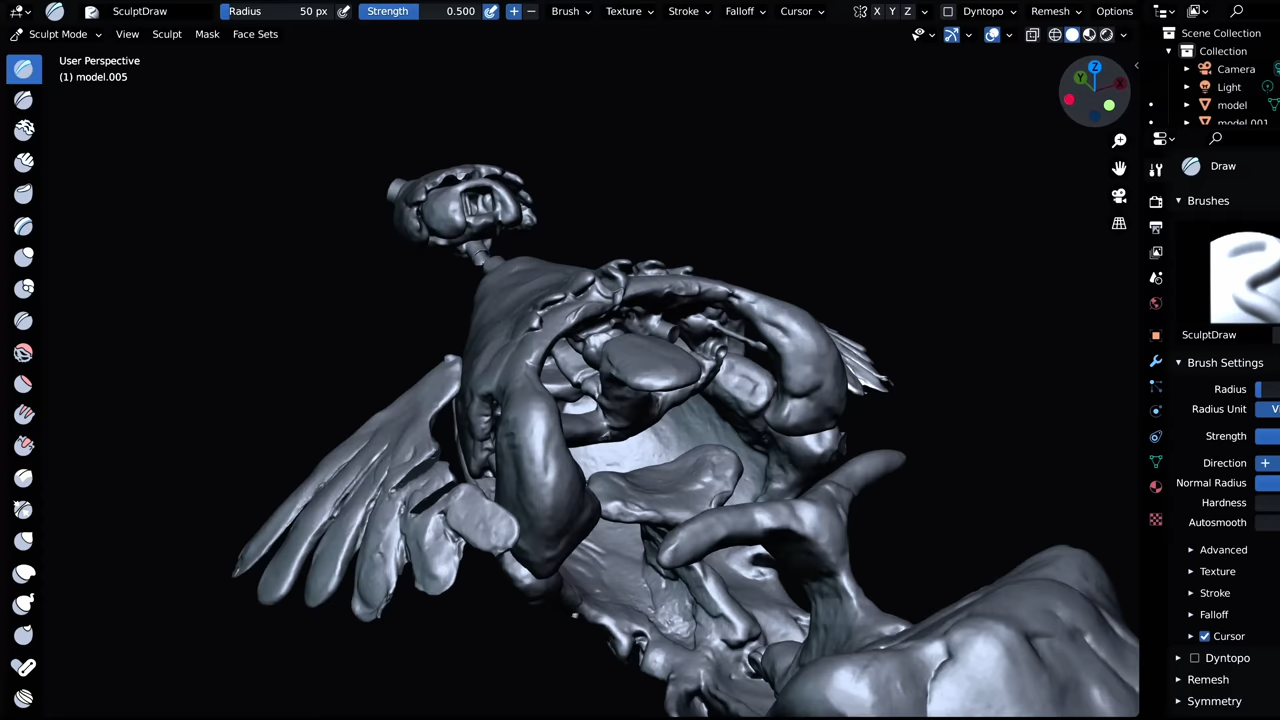 SculptDraw Radius 50 px Strength 0.500 Brush Texture Stroke Falloff Cursor X Y Z Dyntopo Remesh Options
Sculpt Mode View Sculpt Mask Face Sets
User Perspective
(1) model.005
Z
Y
X
Scene Collection
Collection
Camera
Light
model
model.001
Draw
Brushes
SculptDraw
Brush Settings
Radius
Radius Unit V
Strength
Direction
Normal Radius
Hardness
Autosmooth
Advanced
Texture
Stroke
Falloff
Cursor
Dyntopo
Remesh
Symmetry